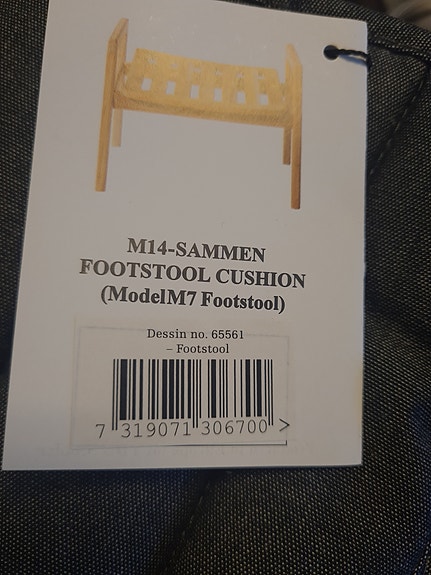 M14-SAMMEN
FOOTSTOOL CUSHION
(ModelM7 Footstool)
Dessin no. 65561
– Footstool
7 319071 306700 >